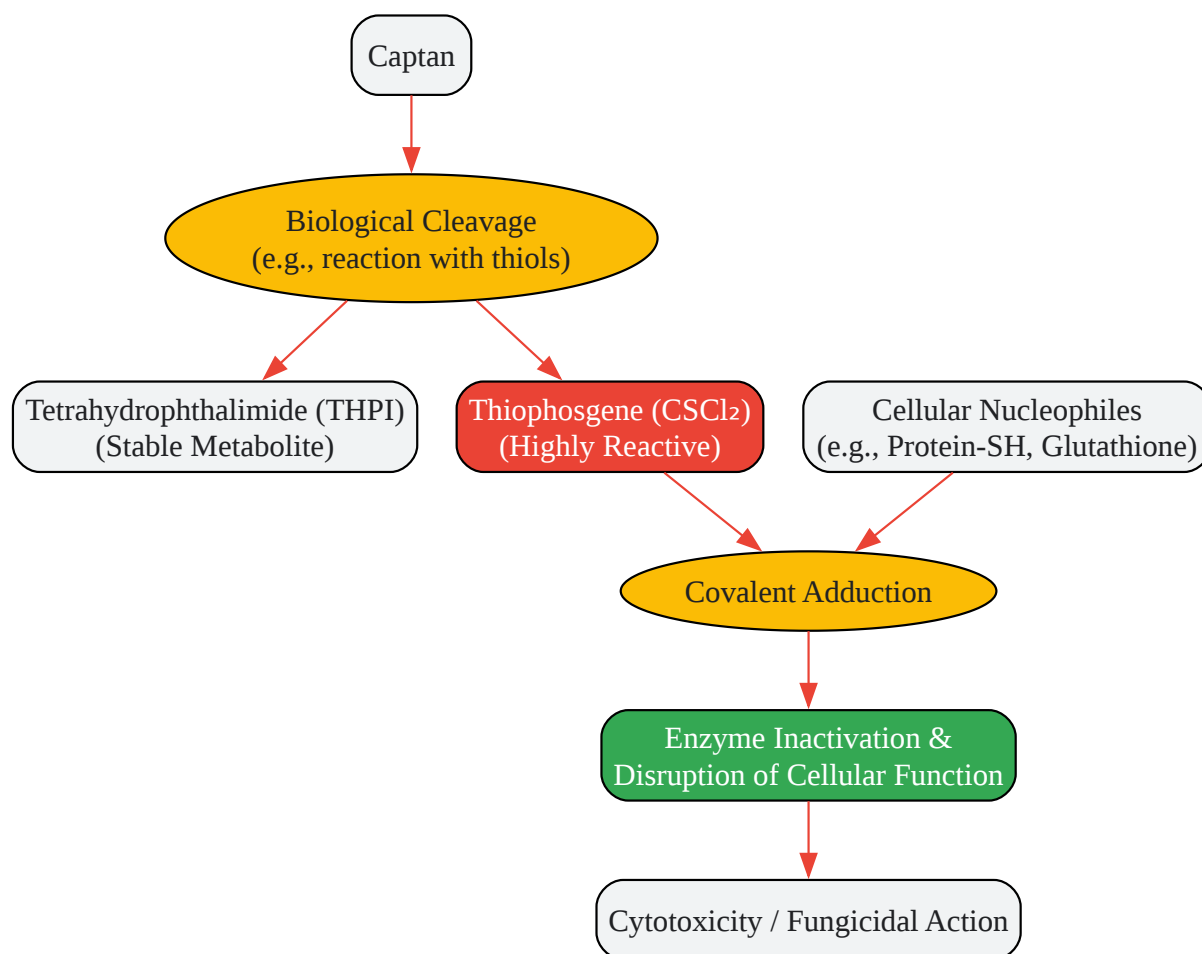 Captan
Biological Cleavage
(e.g., reaction with thiols)
Tetrahydrophthalimide (THPI)
(Stable Metabolite)
Thiophosgene (CSCl₂)
(Highly Reactive)
Cellular Nucleophiles
(e.g., Protein-SH, Glutathione)
Covalent Adduction
Enzyme Inactivation &
Disruption of Cellular Function
Cytotoxicity / Fungicidal Action